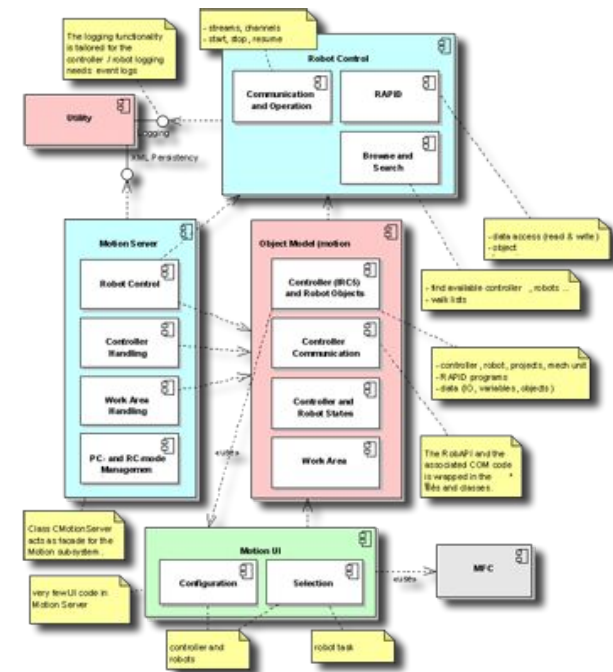 The logging functionality
is tailored for the
controller / robot logging
needs event logs
- streams, channels
- start, stop, resume
Robot Control
Communication
and Operation
RAPID
Browse and
Search
Utility
Logging
XML Persistency
- data access (read & write)
- object
- find available controller , robots ...
- walk lists
Motion Server
Robot Control
Controller
Handling
Work Area
Handling
PC- and RC-mode
Managemen
Object Model (motion
Controller (IRC5)
and Robot Objects
Controller
Communication
Controller and
Robot States
Work Area
- controller, robot, projects, mech unit
- RAPID programs
- data (IO, variables, objects)
The RobAPI and the
associated COM code
is wrapped in the
files and classes.
«use»
Class CMotionServer
acts as facade for the
Motion subsystem..
Motion UI
Configuration
Selection
«use»
MFC
very few UI code in
Motion Server
controller and
robots
robot task